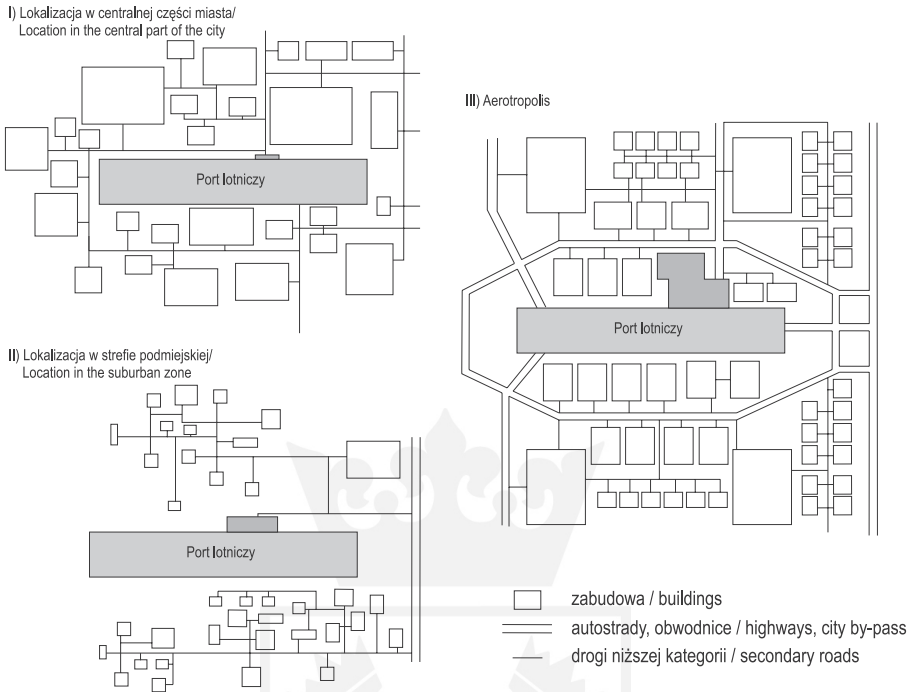 I) Lokalizacja w centralnej części miasta/
Location in the central part of the city
Port lotniczy
II) Lokalizacja w strefie podmiejskiej/
Location in the suburban zone
Port lotniczy
III) Aerotropolis
Port lotniczy
zabudowa / buildings
autostrady, obwodnice / highways, city by-pass
drogi niższej kategorii / secondary roads